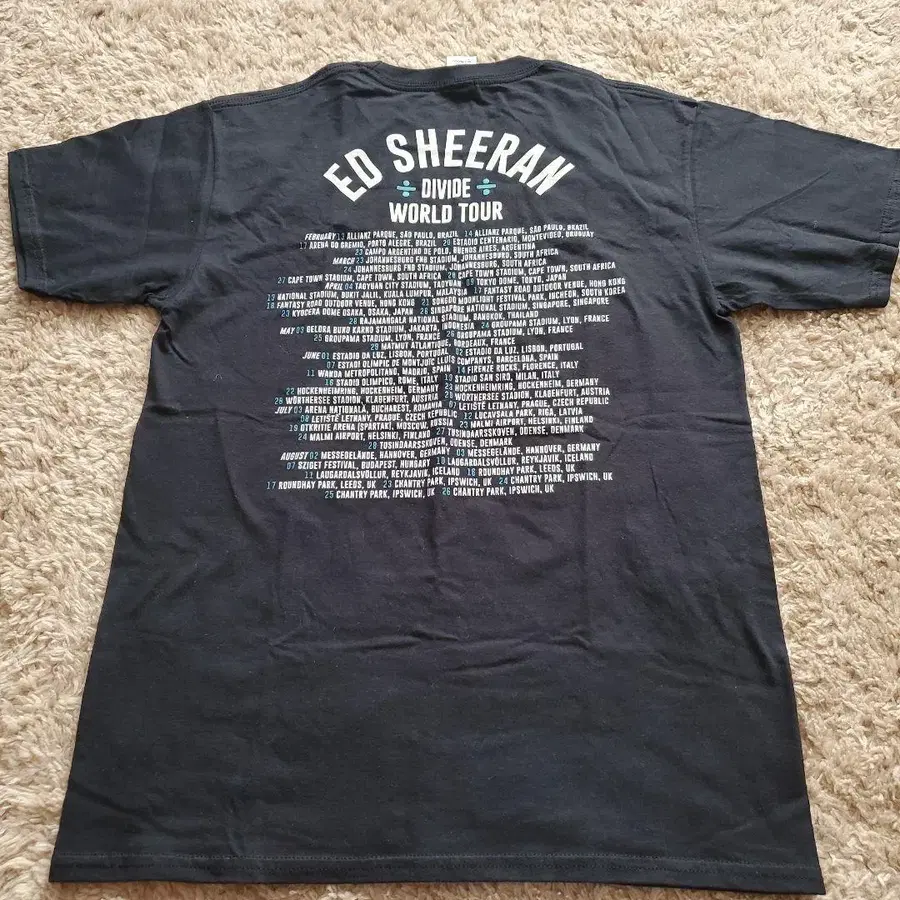 ED SHEERAN
÷ DIVIDE ÷
WORLD TOUR
FEBRUARY 13 ALLIANZ PARQUE, SÃO PAULO, BRAZIL 14 ALLIANZ PARQUE, SÃO PAULO, BRAZIL
17 ARENA DO GREMIO, PORTO ALEGRE, BRAZIL 20 ESTADIO CENTENARIO, MONTEVIDEO, URUGUAY
23 CAMPO ARGENTINO DE POLO, BUENOS AIRES, ARGENTINA
MARCH 23 JOHANNESBURG FNB STADIUM, JOHANNESBURG, SOUTH AFRICA
24 JOHANNESBURG FNB STADIUM, JOHANNESBURG, SOUTH AFRICA
27 CAPE TOWN STADIUM, CAPE TOWN, SOUTH AFRICA 28 CAPE TOWN STADIUM, CAPE TOWN, SOUTH AFRICA
APRIL 04 TAOYUAN CITY STADIUM, TAOYUAN 09 TOKYO DOME, TOKYO, JAPAN
13 NATIONAL STADIUM, BUKIT JALIL, KUALA LUMPUR, MALAYSIA 17 FANTASY ROAD OUTDOOR VENUE, HONG KONG
18 FANTASY ROAD OUTDOOR VENUE, HONG KONG 21 SONGDO MOONLIGHT FESTIVAL PARK, INCHEON, SOUTH KOREA
23 KYOCERA DOME OSAKA, OSAKA, JAPAN 26 SINGAPORE NATIONAL STADIUM, SINGAPORE, SINGAPORE
28 RAJAMANGALA NATIONAL STADIUM, BANGKOK, THAILAND
MAY 03 GELORA BUNG KARNO STADIUM, JAKARTA, INDONESIA 24 GROUPAMA STADIUM, LYON, FRANCE
25 GROUPAMA STADIUM, LYON, FRANCE 26 GROUPAMA STADIUM, LYON, FRANCE
29 MATMUT ATLANTIQUE, BORDEAUX, FRANCE
JUNE 01 ESTADIO DA LUZ, LISBON, PORTUGAL 02 ESTADIO DA LUZ, LISBON, PORTUGAL
07 ESTADI OLIMPIC DE MONTJUIC LLUÍS COMPANYS, BARCELONA, SPAIN
11 WANDA METROPOLITANO, MADRID, SPAIN 14 FIRENZE ROCKS, FLORENCE, ITALY
16 STADIO OLIMPICO, ROME, ITALY 19 STADIO SAN SIRO, MILAN, ITALY
22 HOCKENHEIMRING, HOCKENHEIM, GERMANY 23 HOCKENHEIMRING, HOCKENHEIM, GERMANY
28 WÖRTHERSEE STADION, KLAGENFURT, AUSTRIA 29 WÖRTHERSEE STADION, KLAGENFURT, AUSTRIA
JULY 03 ARENA NATIONALĂ, BUCHAREST, ROMANIA 07 LETIŠTĚ LETNANY, PRAGUE, CZECH REPUBLIC
08 LETIŠTĚ LETNANY, PRAGUE, CZECH REPUBLIC 12 LUCAVSALA PARK, RIGA, LATVIA
19 OTKRITIE ARENA (SPARTAK), MOSCOW, RUSSIA 23 MALMI AIRPORT, HELSINKI, FINLAND
24 MALMI AIRPORT, HELSINKI, FINLAND 27 TUSINDAARSSKOVEN, ODENSE, DENMARK
28 TUSINDAARSSKOVEN, ODENSE, DENMARK
AUGUST 02 MESSEGELÄNDE, HANNOVER, GERMANY 03 MESSEGELÄNDE, HANNOVER, GERMANY
07 SZIGET FESTIVAL, BUDAPEST, HUNGARY 10 LAUGARDALSVÖLLUR, REYKJAVIK, ICELAND
11 LAUGARDALSVÖLLUR, REYKJAVIK, ICELAND 16 ROUNDHAY PARK, LEEDS, UK
17 ROUNDHAY PARK, LEEDS, UK 23 CHANTRY PARK, IPSWICH, UK 24 CHANTRY PARK, IPSWICH, UK
25 CHANTRY PARK, IPSWICH, UK 26 CHANTRY PARK, IPSWICH, UK